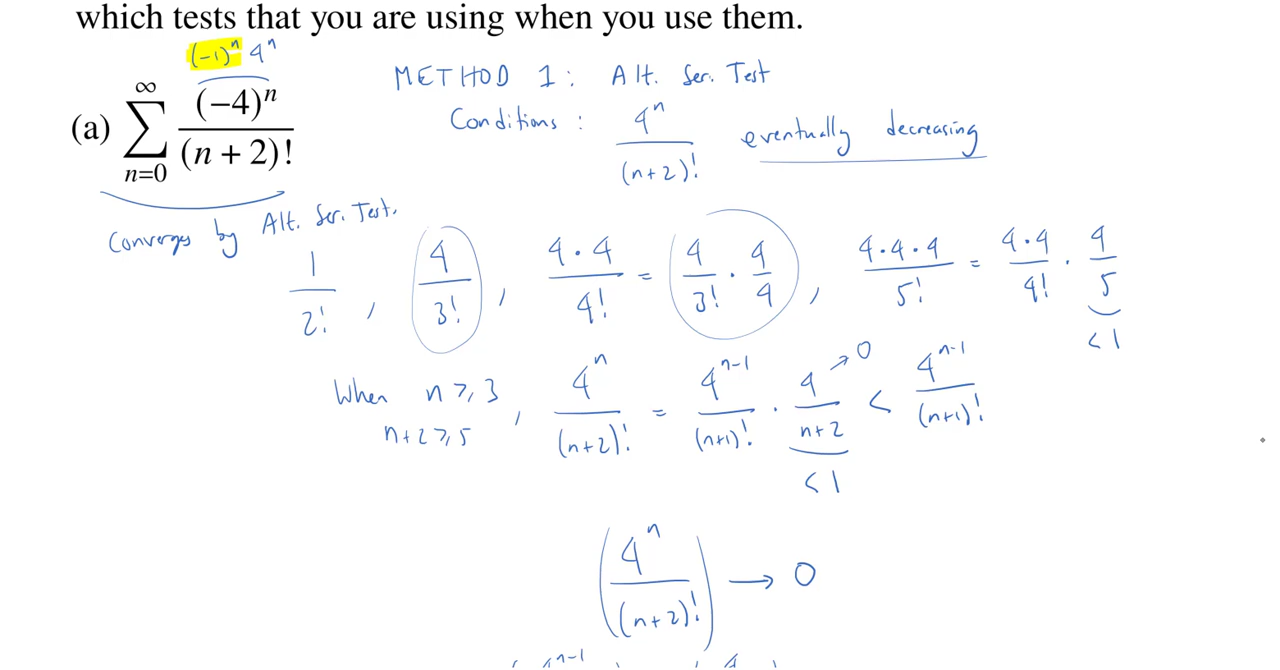 which tests that you are using when you use them.
(-1)^n 4^n
(a) ∑_{n=0}^{∞} (−4)^n / (n + 2)!
METHOD 1: Alt. Ser. Test
Conditions: 4^n / (n+2)! eventually decreasing
Converges by Alt. Ser. Test.
1/2! , 4/3! , 4·4/4! = 4/3! · 4/4 , 4·4·4/5! = 4·4/4! · 4/5
< 1
When n ≥ 3 , 4^n/(n+2)! = 4^{n-1}/(n+1)! · 4/(n+2) → 0 < 4^{n-1}/(n+1)!
n+2 ≥ 5
< 1
(4^n / (n+2)!) → 0
4^{n-1} 4